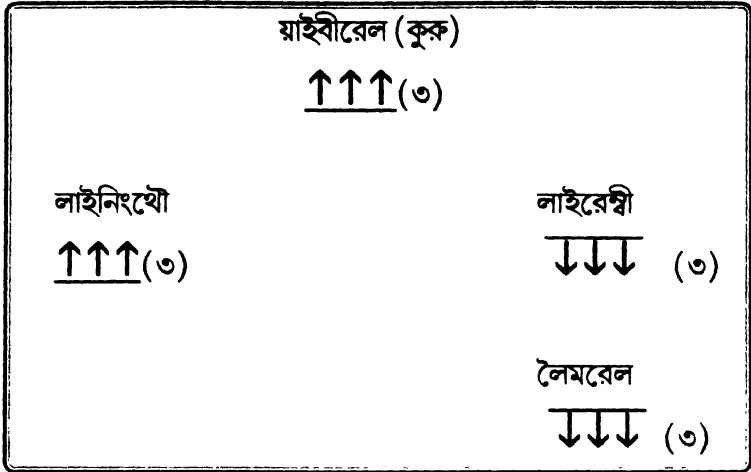 য়াইবীরেল (কুরু)
↑↑↑(৩)
লাইনিংথৌ
↑↑↑(৩)
লাইরেম্বী
↓↓↓ (৩)
লৈমরেল
↓↓↓ (৩)